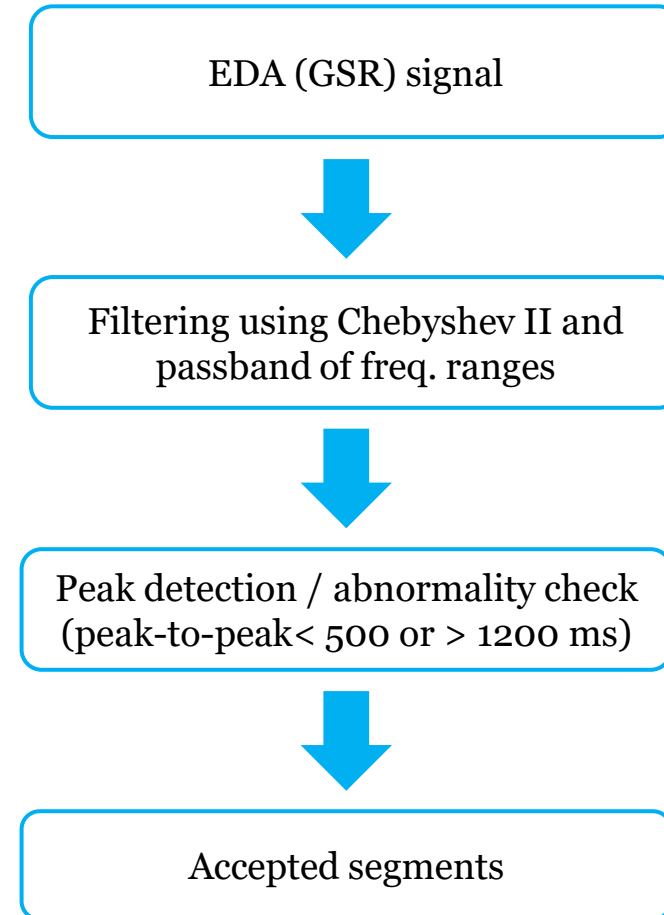 EDA (GSR) signal
Filtering using Chebyshev II and
passband of freq. ranges
Peak detection / abnormality check
(peak-to-peak< 500 or > 1200 ms)
Accepted segments